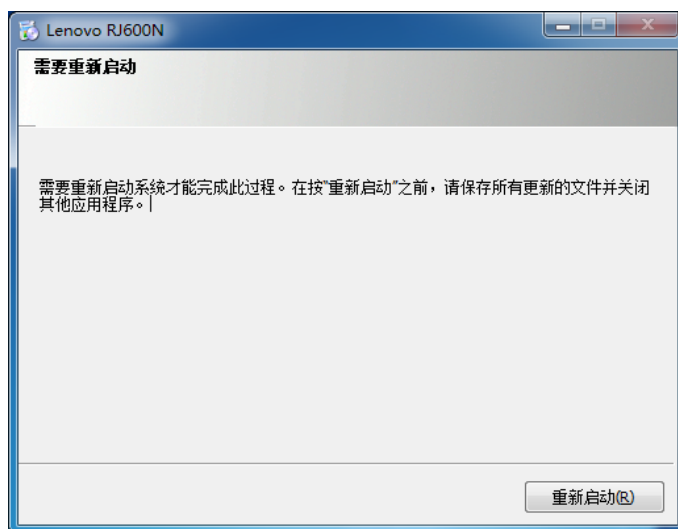 Lenovo RJ600N
需要重新启动
需要重新启动系统才能完成此过程。在按"重新启动"之前，请保存所有更新的文件并关闭
其他应用程序。
重新启动(R)